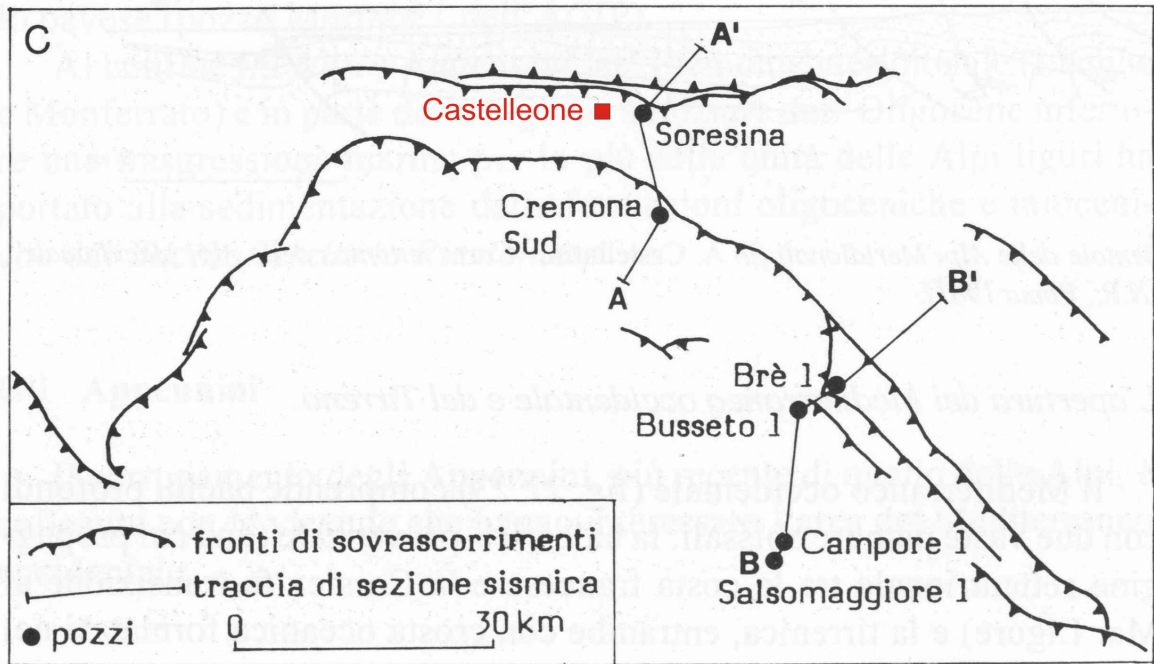 C
A'
Castelleone
Soresina
Cremona
Sud
A
B'
Brè 1
Busseto 1
Campore 1
B
Salsomaggiore 1
fronti di sovrascorrimenti
traccia di sezione sismica
pozzi
0 30 km